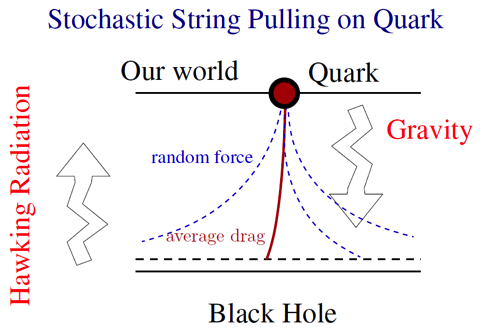 Stochastic String Pulling on Quark
Our world
Quark
Hawking Radiation
Gravity
random force
average drag
Black Hole